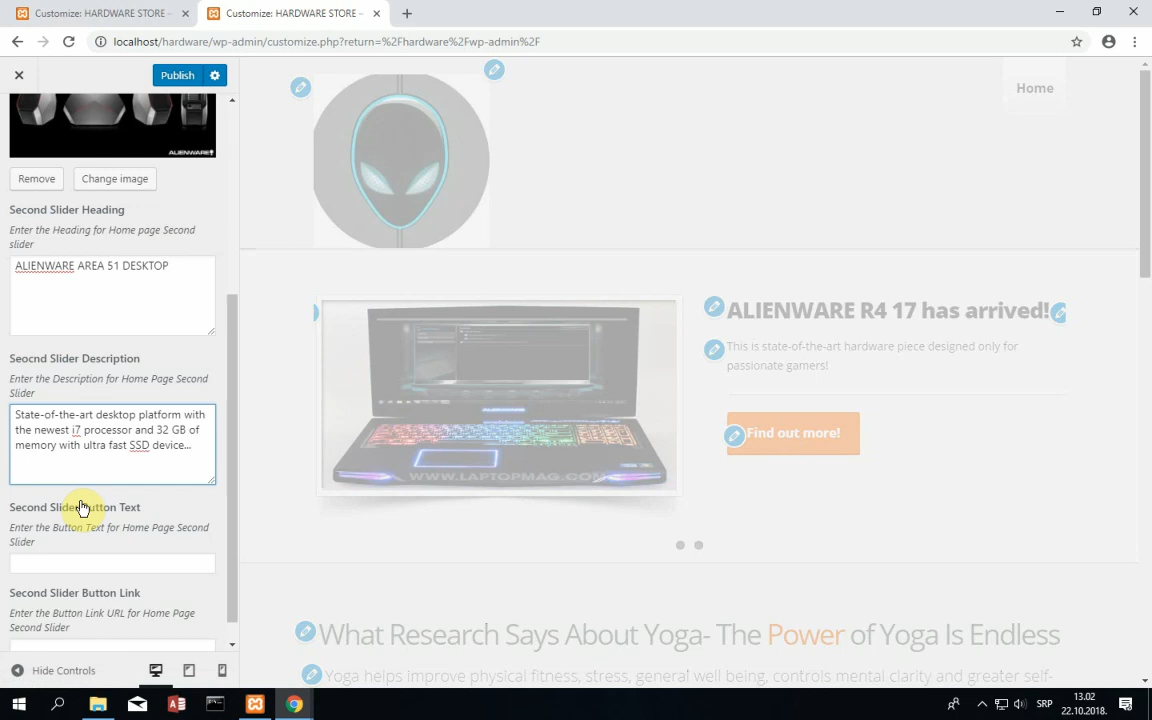 Customize: HARDWARE STORE -
Customize: HARDWARE STORE -
localhost/hardware/wp-admin/customize.php?return=%2Fhardware%2Fwp-admin%2F
Publish
ALIENWARE
Remove
Change image
Second Slider Heading
Enter the Heading for Home page Second
slider
ALIENWARE AREA 51 DESKTOP
Seocnd Slider Description
Enter the Description for Home Page Second
Slider
State-of-the-art desktop platform with
the newest i7 processor and 32 GB of
memory with ultra fast SSD device...
Second Slider Button Text
Enter the Button Text for Home Page Second
Slider
Second Slider Button Link
Enter the Button Link URL for Home Page
Second Slider
Hide Controls
Home
ALIENWARE R4 17 has arrived!
This is state-of-the-art hardware piece designed only for
passionate gamers!
Find out more!
ALIENWARE
WWW.LAPTOPMAG.COM
What Research Says About Yoga- The Power of Yoga Is Endless
Yoga helps improve physical fitness, stress, general well being, controls mental clarity and greater self-
SRP
13.02
22.10.2018.